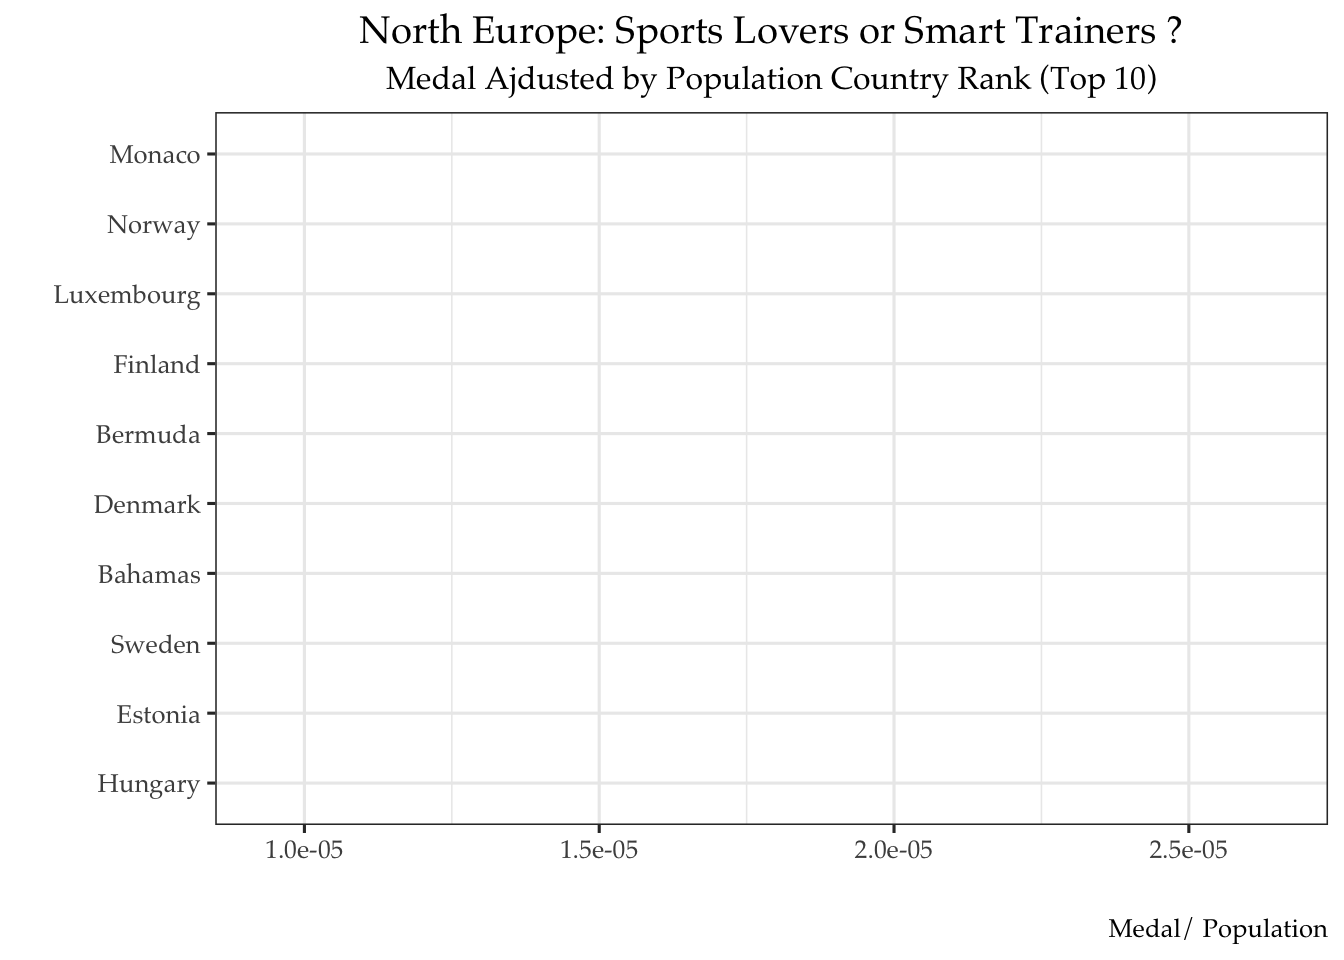 North Europe: Sports Lovers or Smart Trainers ?
Medal Ajdusted by Population Country Rank (Top 10)
Monaco
Norway
Luxembourg
Finland
Bermuda
Denmark
Bahamas
Sweden
Estonia
Hungary
1.0e-05 1.5e-05 2.0e-05 2.5e-05
Medal/ Population